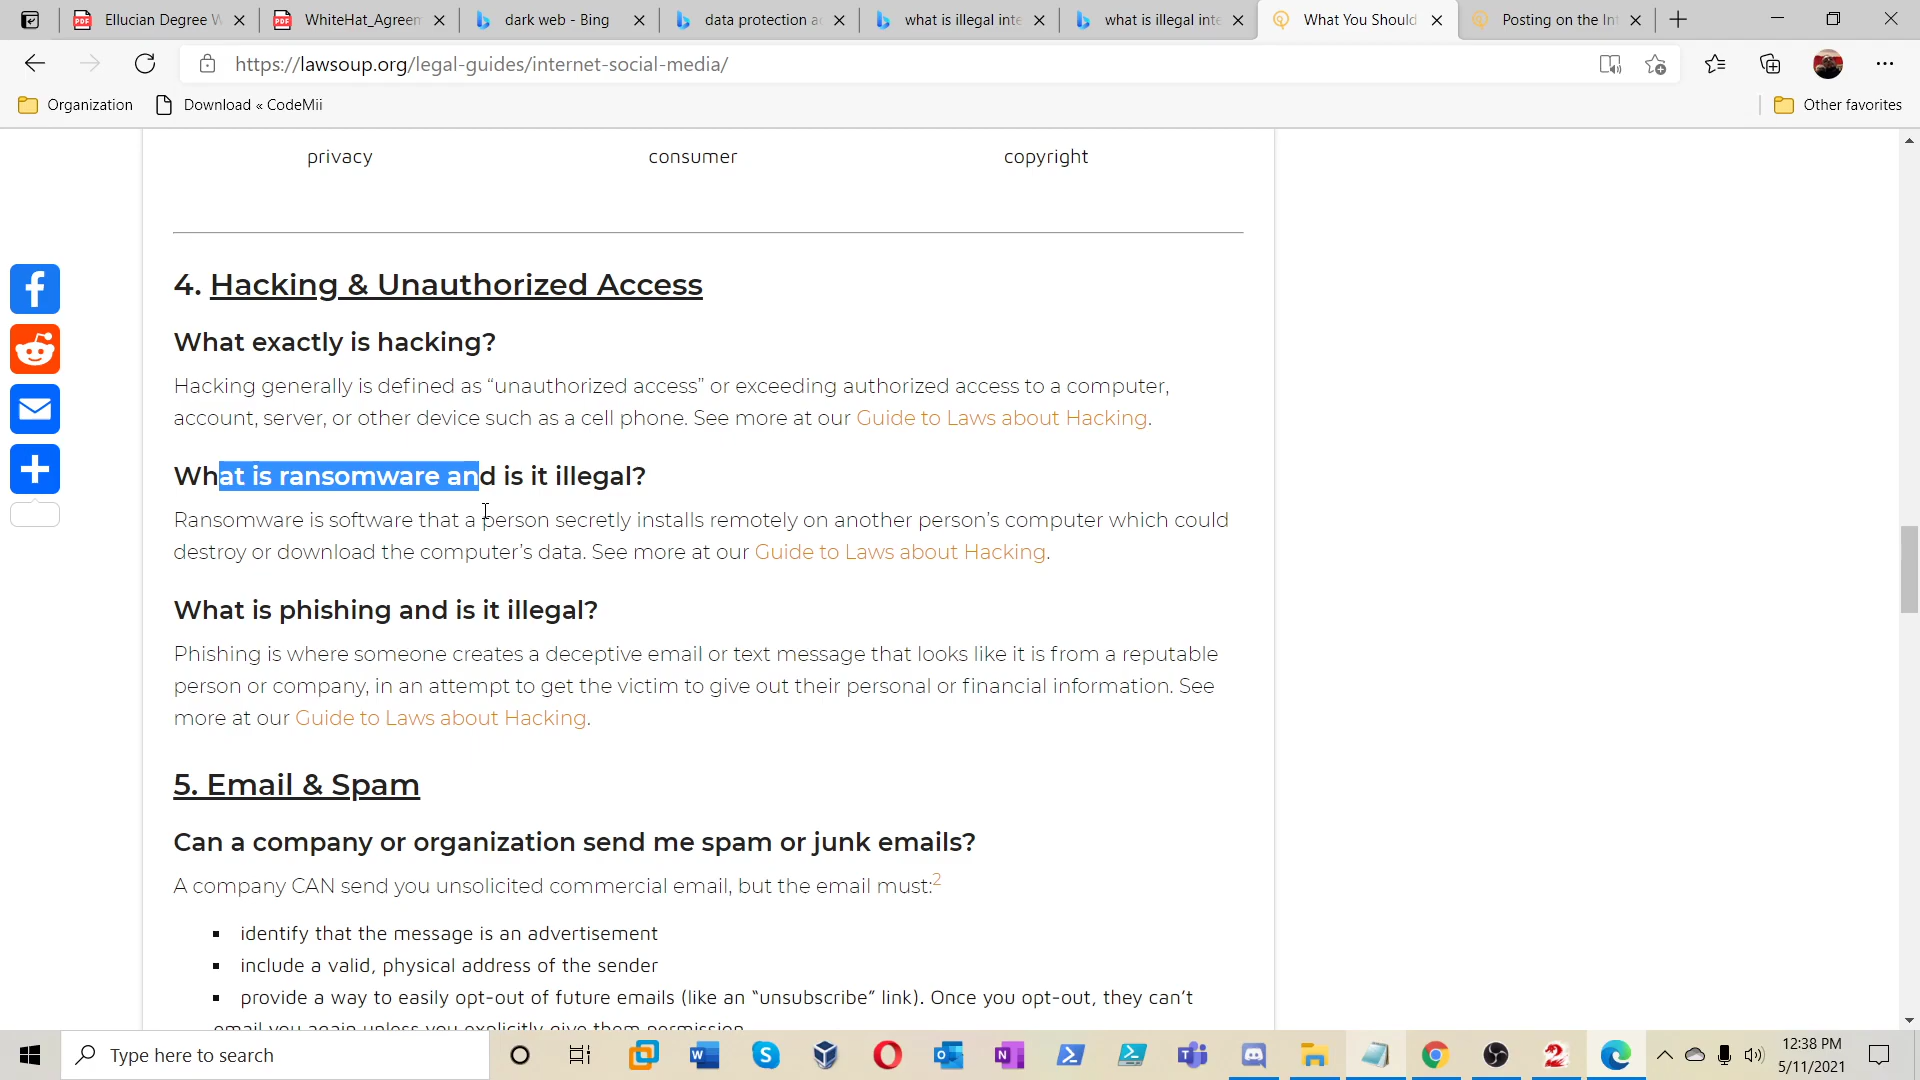 Ellucian Degree W
WhiteHat_Agreem
dark web - Bing
data protection a
what is illegal inte
what is illegal inte
What You Should
Posting on the In
https://lawsoup.org/legal-guides/internet-social-media/
Organization
Download « CodeMii
Other favorites
privacy
consumer
copyright
4. Hacking & Unauthorized Access
What exactly is hacking?
Hacking generally is defined as “unauthorized access” or exceeding authorized access to a computer,
account, server, or other device such as a cell phone. See more at our Guide to Laws about Hacking.
What is ransomware and is it illegal?
Ransomware is software that a person secretly installs remotely on another person’s computer which could
destroy or download the computer’s data. See more at our Guide to Laws about Hacking.
What is phishing and is it illegal?
Phishing is where someone creates a deceptive email or text message that looks like it is from a reputable
person or company, in an attempt to get the victim to give out their personal or financial information. See
more at our Guide to Laws about Hacking.
5. Email & Spam
Can a company or organization send me spam or junk emails?
A company CAN send you unsolicited commercial email, but the email must:2
▪ identify that the message is an advertisement
▪ include a valid, physical address of the sender
▪ provide a way to easily opt-out of future emails (like an “unsubscribe” link). Once you opt-out, they can’t
email you again unless you explicitly give them permission
Type here to search
12:38 PM
5/11/2021